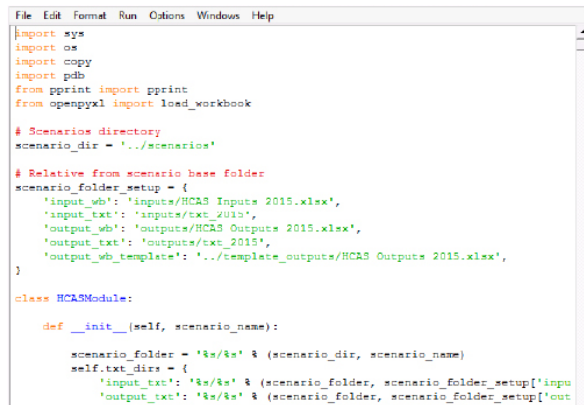 File Edit Format Run Options Windows Help
import sys
import os
import copy
import pdb
from pprint import pprint
from openpyxl import load_workbook
# Scenarios directory
scenario_dir = '../scenarios'
# Relative from scenario base folder
scenario_folder_setup = {
    'input_wb': 'inputs/HCAS Inputs 2015.xlsx',
    'input_txt': 'inputs/txt_2015',
    'output_wb': 'outputs/HCAS Outputs 2015.xlsx',
    'output_txt': 'outputs/txt_2015',
    'output_wb_template': '../template_outputs/HCAS Outputs 2015.xlsx',
}
class HCASModule:
    def __init__(self, scenario_name):
        scenario_folder = '%s/%s' % (scenario_dir, scenario_name)
        self.txt_dirs = {
            'input_txt': '%s/%s' % (scenario_folder, scenario_folder_setup['inpu
            'output_txt': '%s/%s' % (scenario_folder, scenario_folder_setup['out